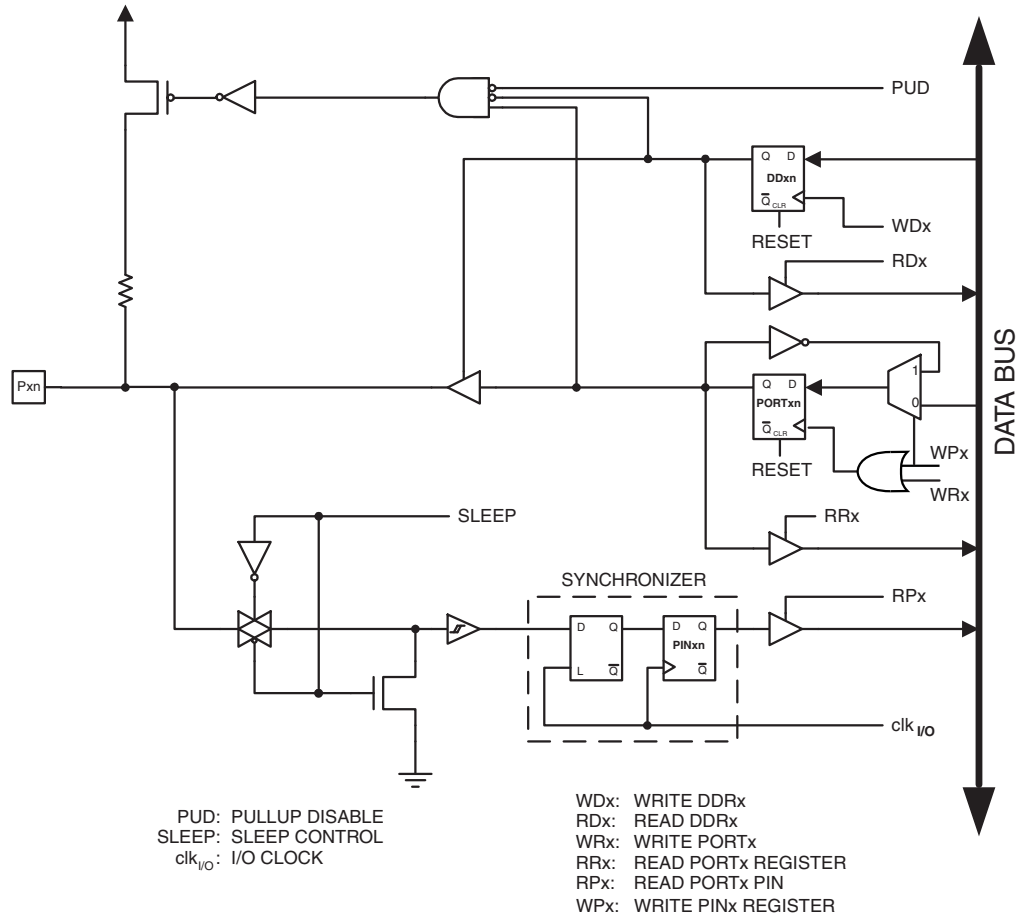 PUD
Q D
DDxn
Q CLR
WDx
RESET
RDx
DATA BUS
1
Pxn
Q D
PORTxn
0
Q CLR
WPx
RESET
WRx
SLEEP
RRx
SYNCHRONIZER
RPx
D Q
D Q
PINxn
L Q
Q
clk I/O
PUD: PULLUP DISABLE
SLEEP: SLEEP CONTROL
clkI/O: I/O CLOCK
WDx: WRITE DDRx
RDx: READ DDRx
WRx: WRITE PORTx
RRx: READ PORTx REGISTER
RPx: READ PORTx PIN
WPx: WRITE PINx REGISTER